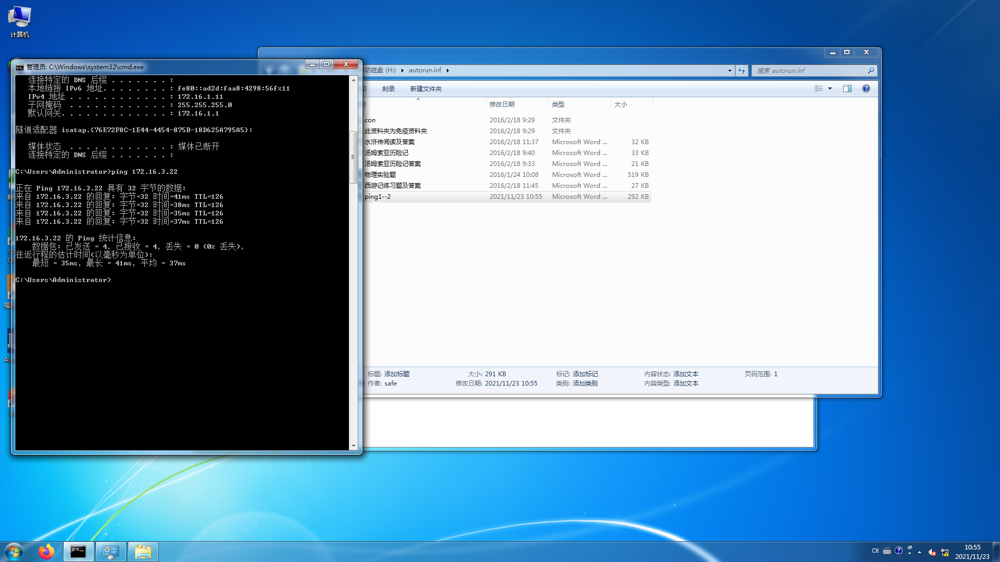 计算机
管理员: C:\Windows\system32\cmd.exe
连接特定的 DNS 后缀 . . . . . . . :
本地链接 IPv6 地址. . . . . . . . : fe80::ad2d:faa8:4298:56f%11
IPv4 地址 . . . . . . . . . . . . : 172.16.1.11
子网掩码 . . . . . . . . . . . . : 255.255.255.0
默认网关. . . . . . . . . . . . . : 172.16.1.1
隧道适配器 isatap.{76E72F8C-1E44-4454-875B-18D625A795A5}:
媒体状态 . . . . . . . . . . . . : 媒体已断开
连接特定的 DNS 后缀 . . . . . . . :
C:\Users\Administrator>ping 172.16.3.22
正在 Ping 172.16.3.22 具有 32 字节的数据:
来自 172.16.3.22 的回复: 字节=32 时间=41ms TTL=126
来自 172.16.3.22 的回复: 字节=32 时间=38ms TTL=126
来自 172.16.3.22 的回复: 字节=32 时间=35ms TTL=126
来自 172.16.3.22 的回复: 字节=32 时间=37ms TTL=126
172.16.3.22 的 Ping 统计信息:
数据包: 已发送 = 4, 已接收 = 4, 丢失 = 0 (0% 丢失),
往返行程的估计时间(以毫秒为单位):
最短 = 35ms, 最长 = 41ms, 平均 = 37ms
C:\Users\Administrator>
动磁盘 (H:) autorun.inf
搜索 autorun.inf
刻录 新建文件夹
修改日期 类型 大小
con 2016/2/18 9:29 文件夹
此资料夹为免疫资料夹 2016/2/18 9:29 文件夹
水浒传阅读及答案 2016/2/18 11:37 Microsoft Word ... 32 KB
汤姆索亚历险记 2016/2/18 9:40 Microsoft Word ... 33 KB
汤姆索亚历险记答案 2016/2/18 9:33 Microsoft Word ... 21 KB
物理实验题 2016/1/24 10:08 Microsoft Word ... 519 KB
西游记练习题及答案 2016/2/18 11:45 Microsoft Word ... 27 KB
ping1--2 2021/11/23 10:55 Microsoft Word ... 292 KB
标题: 添加标题 大小: 291 KB 标记: 添加标记 内容状态: 添加文本 页码范围: 1
作者: safe 修改日期: 2021/11/23 10:55 类别: 添加类别 内容类型: 添加文本
福
Au
CH
10:55
2021/11/23